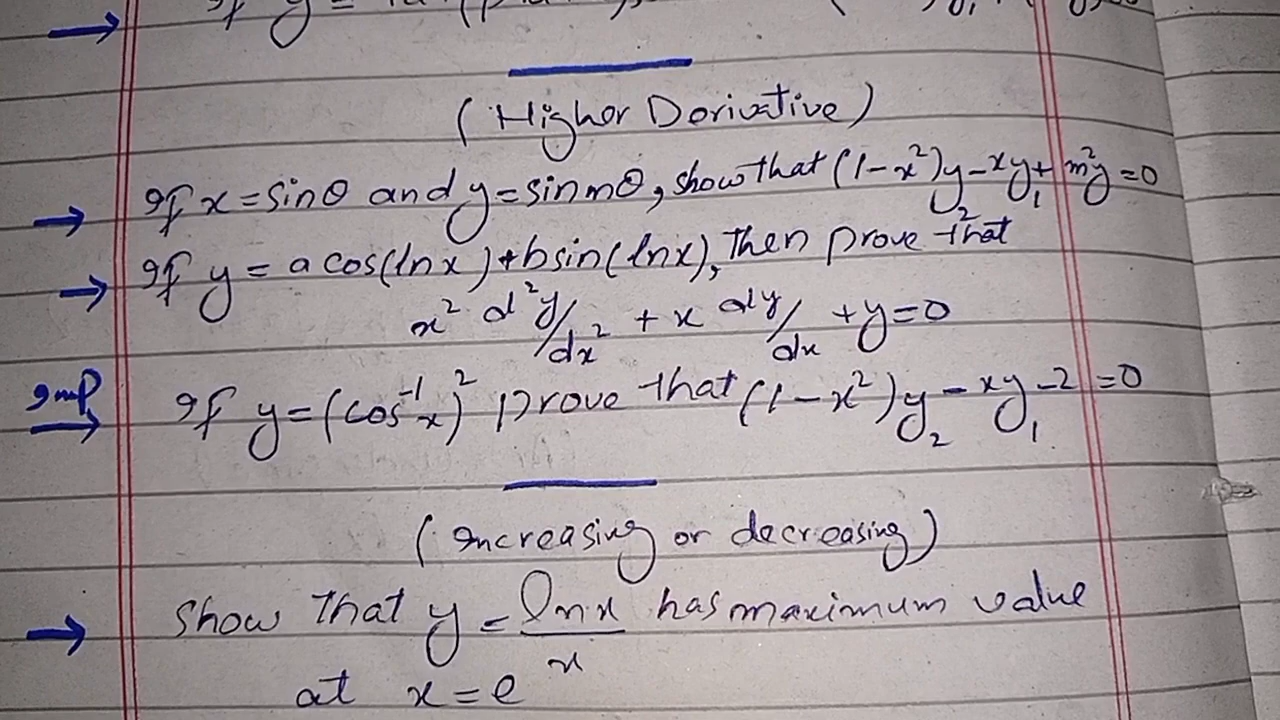 If y =
(Higher Derivative)
→ If x = sinθ and y = sin mθ, show that (1-x²)y₂-xy₁+m²y=0
→ If y = a cos(ln x)+b sin(ln x), Then prove that
x² d²y/dx² + x dy/dx + y = 0
Imp If y = (cos⁻¹x)² prove that (1-x²)y₂-xy₁-2=0
(Increasing or decreasing)
→ Show That y = ln x / x has maximum value
at x = e